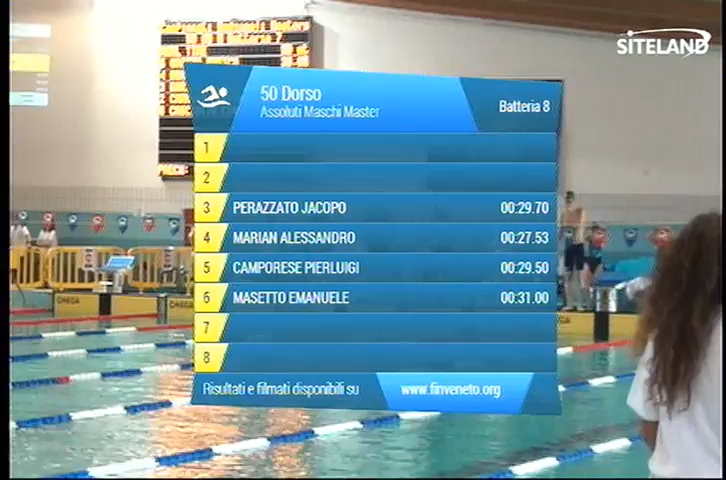 SITELAND
50 Dorso
Assoluti Maschi Master
Batteria 8
1
2
3 PERAZZATO JACOPO 00:29.70
4 MARIAN ALESSANDRO 00:27.53
5 CAMPORESE PIERLUIGI 00:29.50
6 MASETTO EMANUELE 00:31.00
7
8
Risultati e filmati disponibili su www.finveneto.org
OMEGA